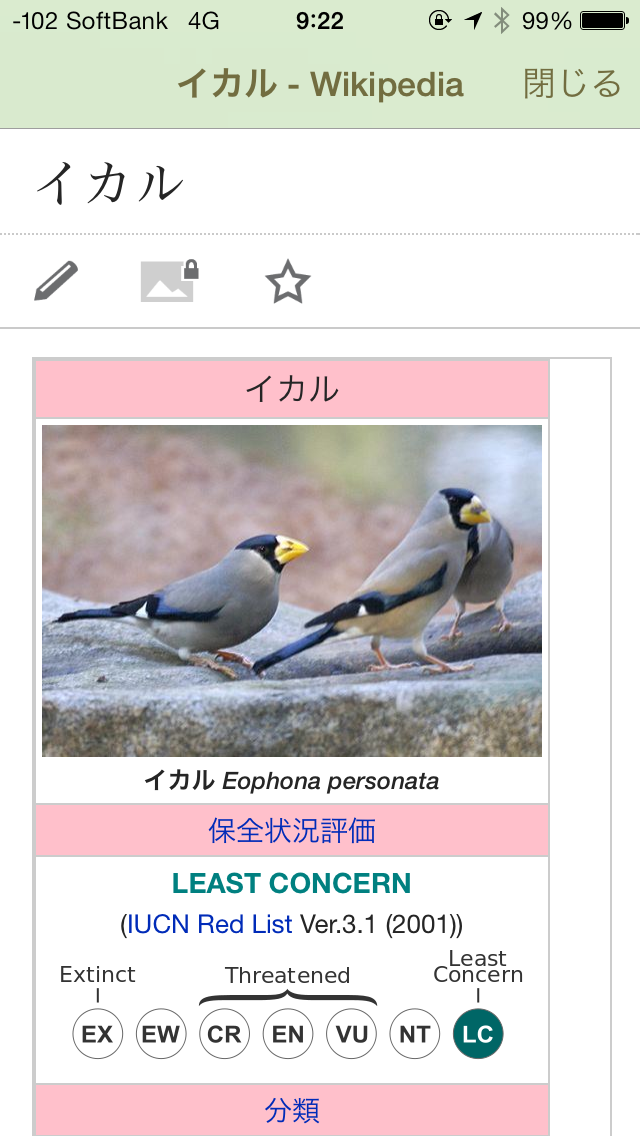 -102 SoftBank 4G 9:22 99%
イカル - Wikipedia 閉じる
イカル
イカル
イカル Eophona personata
保全状況評価
LEAST CONCERN
(IUCN Red List Ver.3.1 (2001))
Extinct Threatened Least Concern
EX EW CR EN VU NT LC
分類